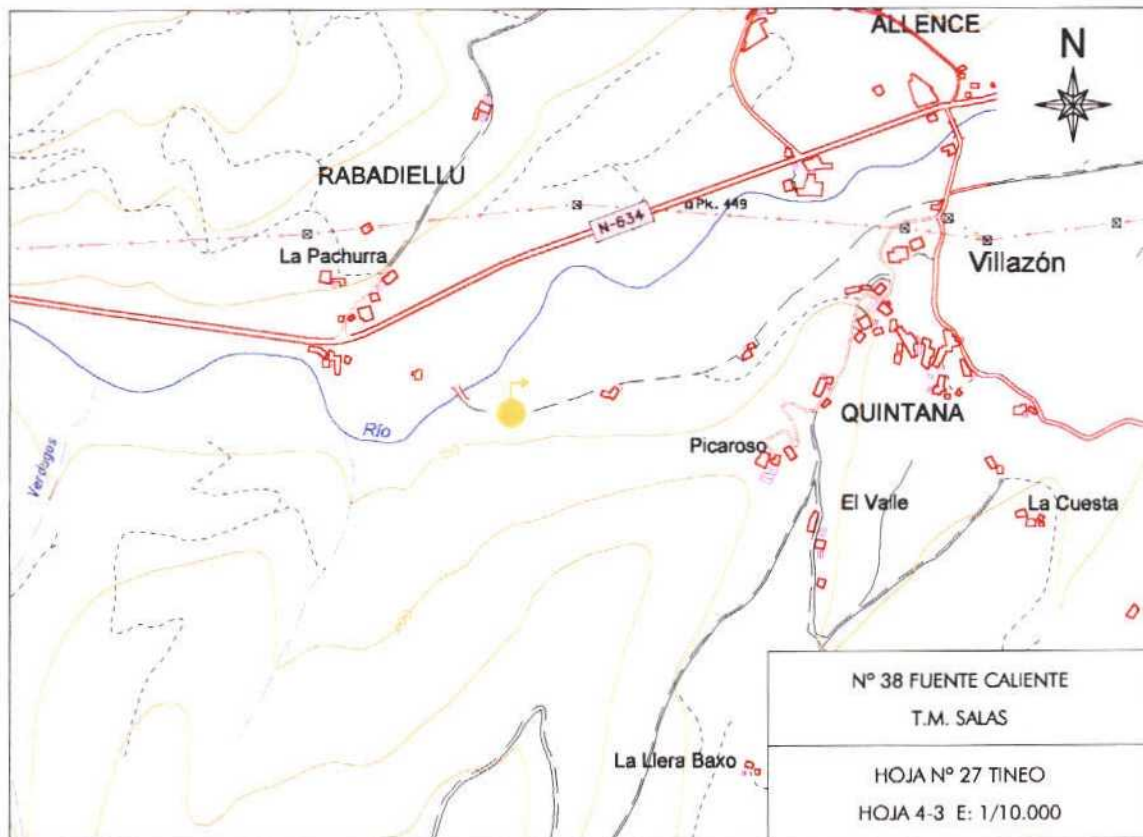 ALLENCE
N
RABADIELLU
N-634
Pk. 449
La Pachurra
Villazón
QUINTANA
Río
Picaroso
Verdugos
El Valle
La Cuesta
Nº 38 FUENTE CALIENTE
T.M. SALAS
La Llera Baxo
HOJA Nº 27 TINEO
HOJA 4-3 E: 1/10.000